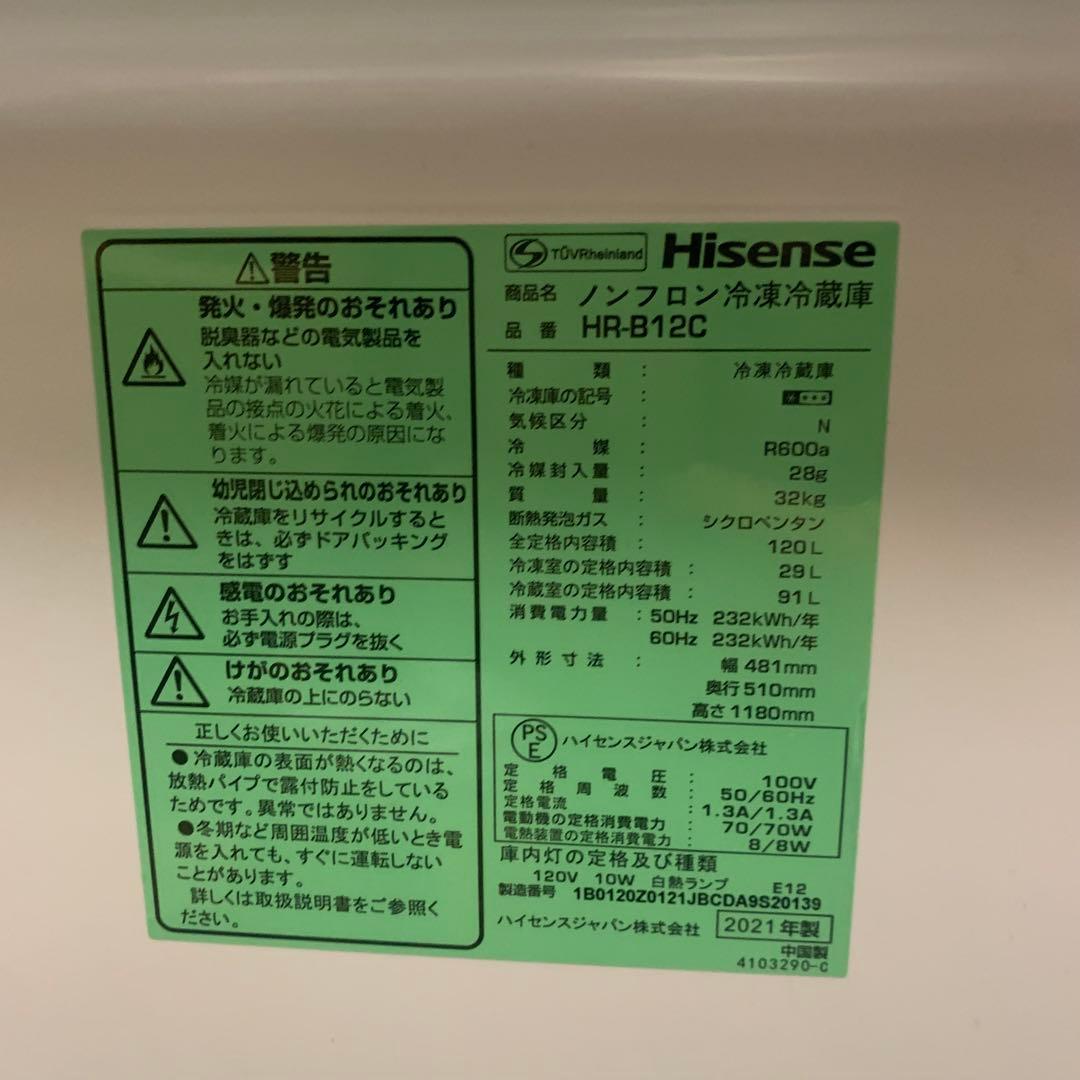 警告
発火・爆発のおそれあり
脱臭器などの電気製品を
入れない
冷媒が漏れていると電気製
品の接点の火花による着火、
着火による爆発の原因にな
ります。
幼児閉じ込められのおそれあり
冷蔵庫をリサイクルすると
きは、必ずドアパッキング
をはずす
感電のおそれあり
お手入れの際は、
必ず電源プラグを抜く
けがのおそれあり
冷蔵庫の上にのらない
正しくお使いいただくために
●冷蔵庫の表面が熱くなるのは、
放熱パイプで露付防止をしている
ためです。異常ではありません。
●冬期など周囲温度が低いとき電
源を入れても、すぐに運転しない
ことがあります。
詳しくは取扱説明書をご参照く
ださい。
TÜVRheinland Hisense
商品名 ノンフロン冷凍冷蔵庫
品番 HR-B12C
種類 : 冷凍冷蔵庫
冷凍庫の記号 :
気候区分 : N
冷媒 : R600a
冷媒封入量 : 28g
質量 : 32kg
断熱発泡ガス : シクロペンタン
全定格内容積 : 120L
冷凍室の定格内容積 : 29L
冷蔵室の定格内容積 : 91L
消費電力量 : 50Hz 232kWh/年
60Hz 232kWh/年
外形寸法 : 幅 481mm
奥行 510mm
高さ 1180mm
PSE ハイセンスジャパン株式会社
定格電圧 : 100V
定格周波数 : 50/60Hz
定格電流 : 1.3A/1.3A
電動機の定格消費電力 : 70/70W
電熱装置の定格消費電力 : 8/8W
庫内灯の定格及び種類
120V 10W 白熱ランプ E12
製造番号 1B0120Z0121JBCDA9S20139
ハイセンスジャパン株式会社 2021年製
中国製
4103290-C